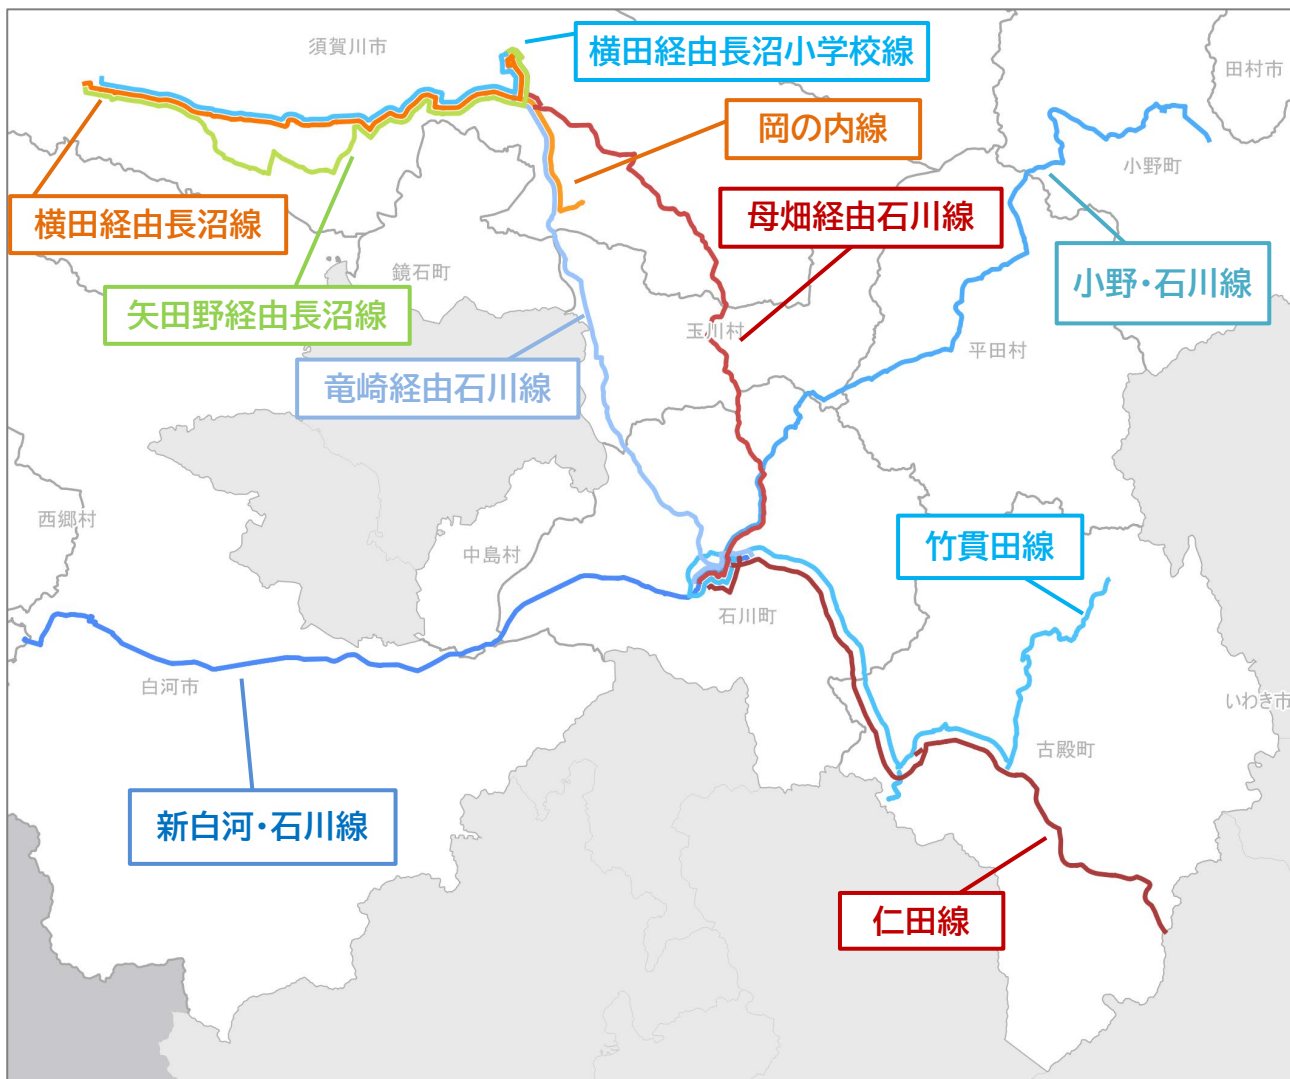 須賀川市
横田経由長沼小学校線
田村市
岡の内線
小野町
横田経由長沼線
母畑経由石川線
鏡石町
小野・石川線
矢田野経由長沼線
玉川村
平田村
竜崎経由石川線
西郷村
中島村
竹貫田線
石川町
白河市
いわき市
古殿町
新白河・石川線
仁田線